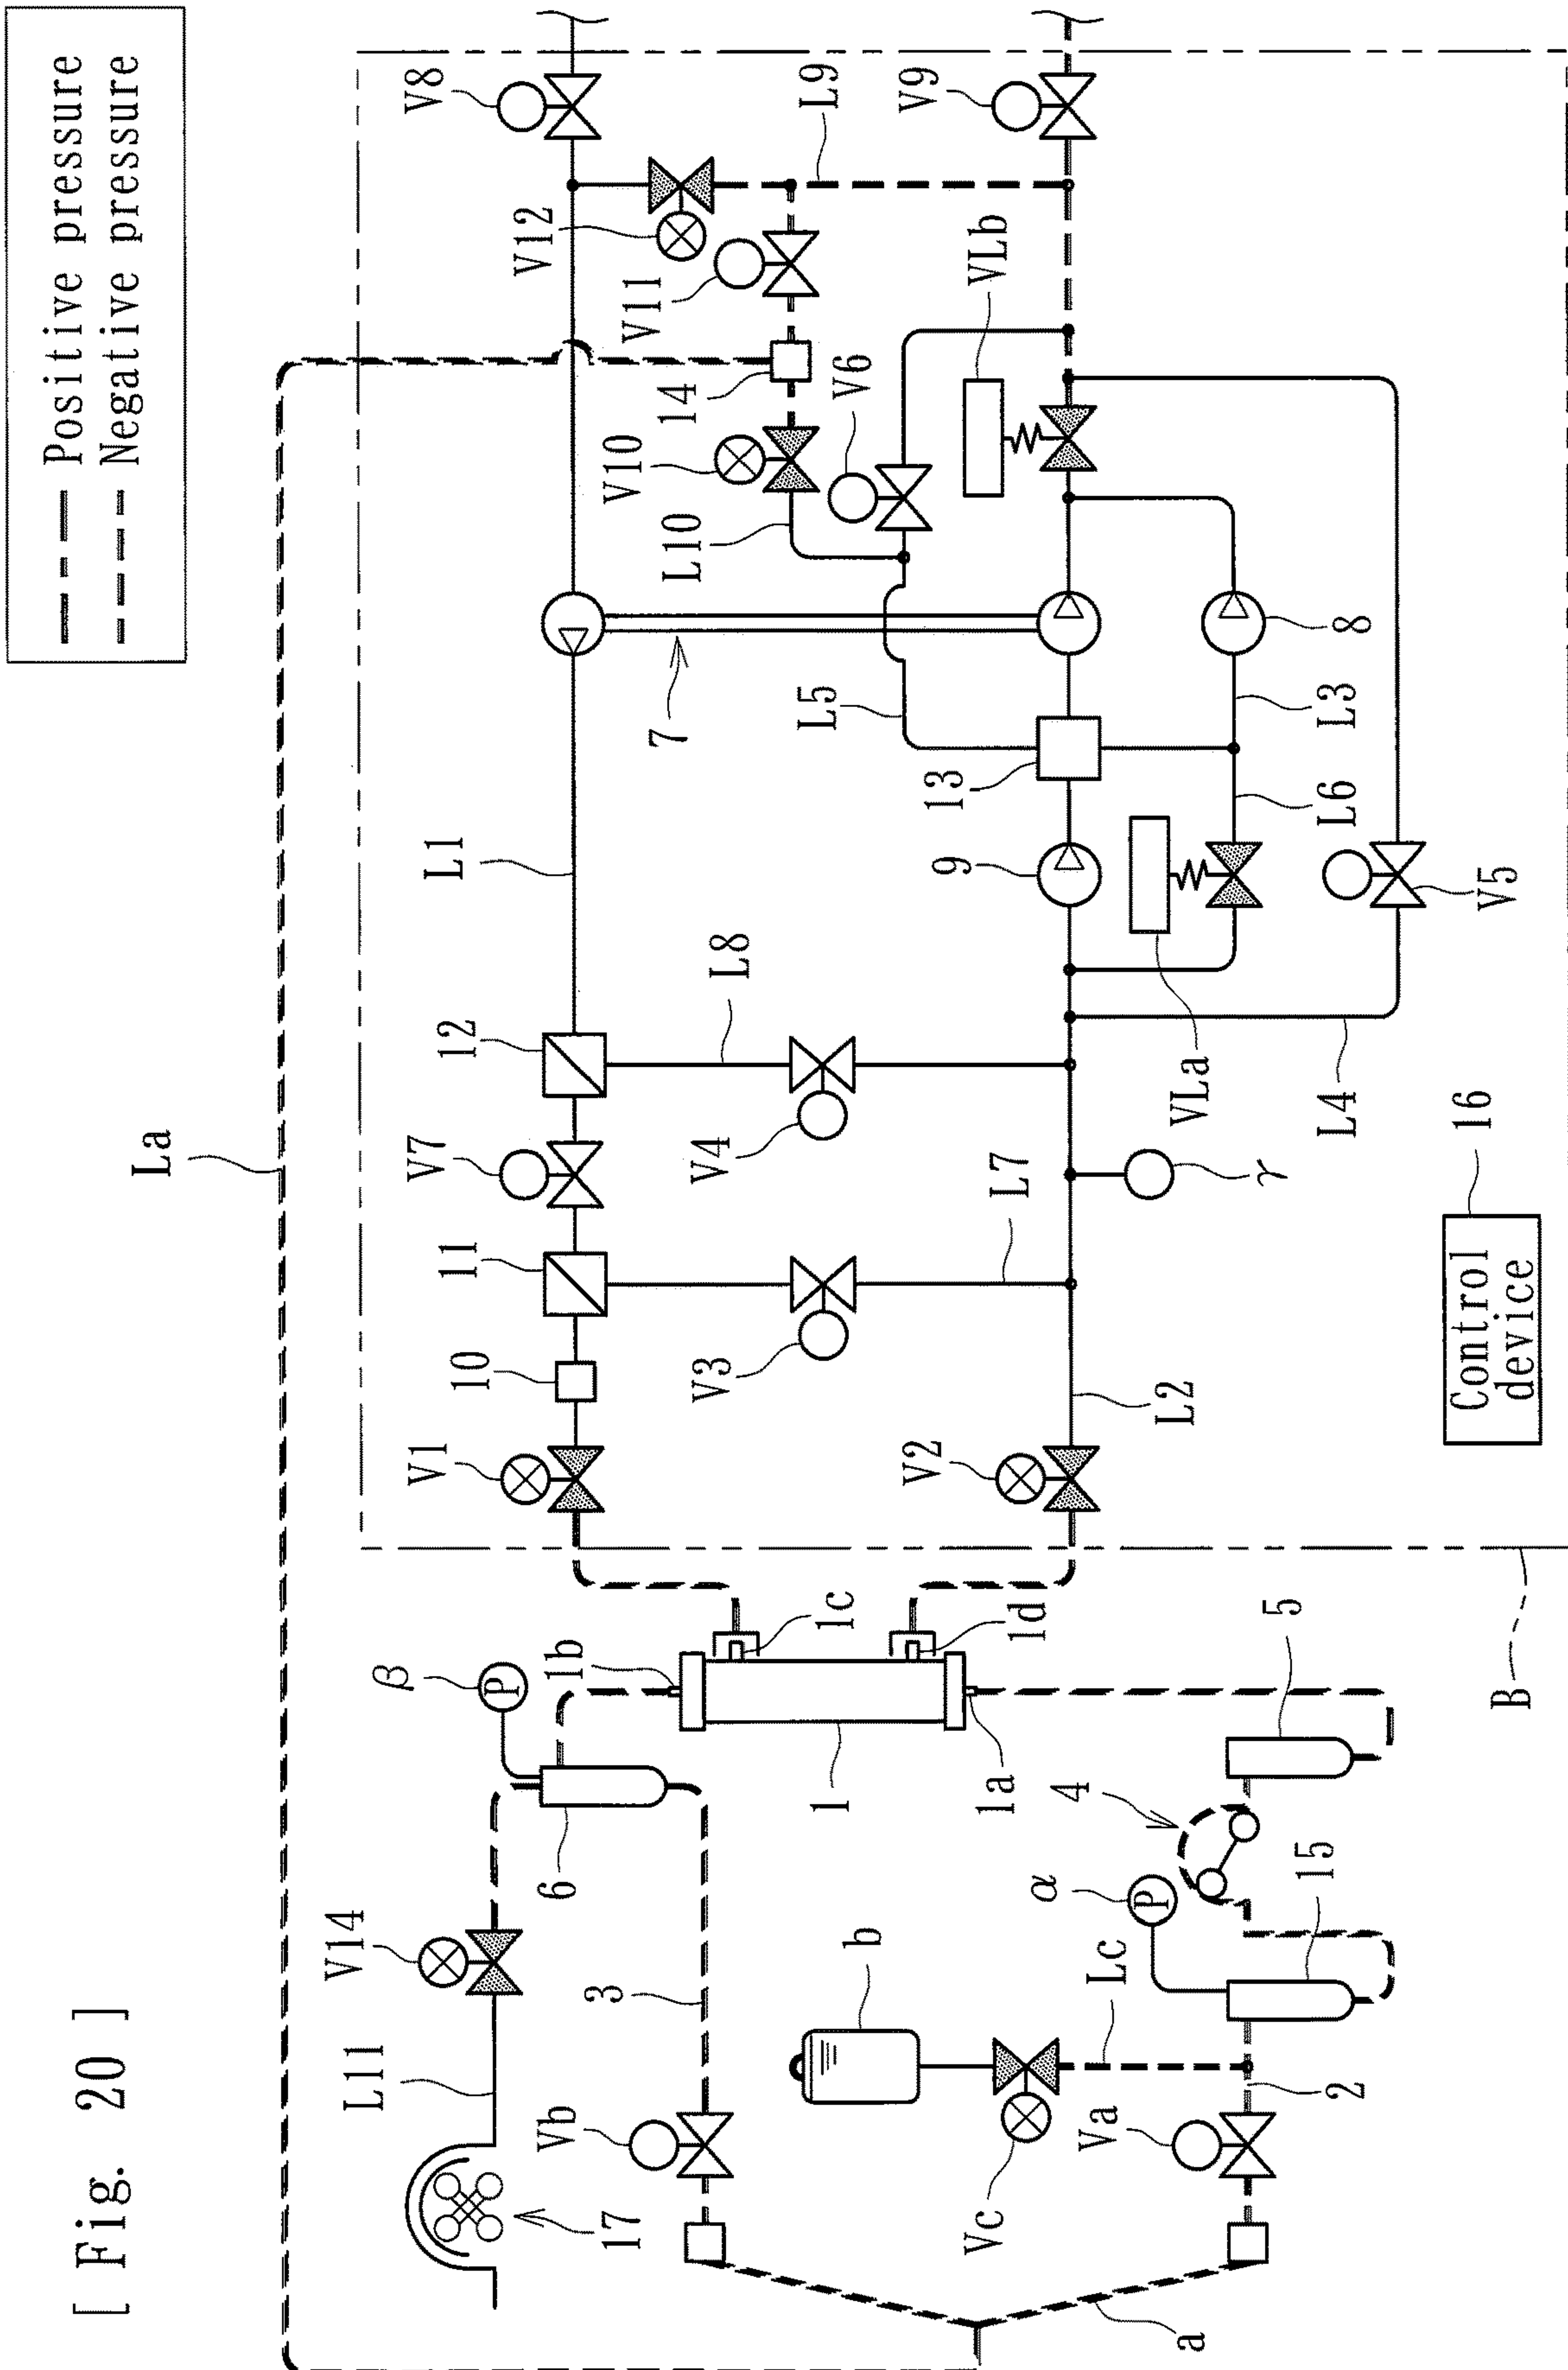 [ Fig. 20 ]
Positive pressure
Negative pressure
La
V8
V12
V11
L9
V9
14
V10
L10
V6
VLb
7
L1
L5
13
8
L3
L6
9
VLa
V5
L4
12
L8
V7
V4
11
L7
γ
10
V3
16
Control
device
V1
V2
L2
B
β
P
1b
1c
1d
1
1a
5
4
6
V14
3
α
P
15
b
Lc
L11
17
Vb
Vc
Va
2
a